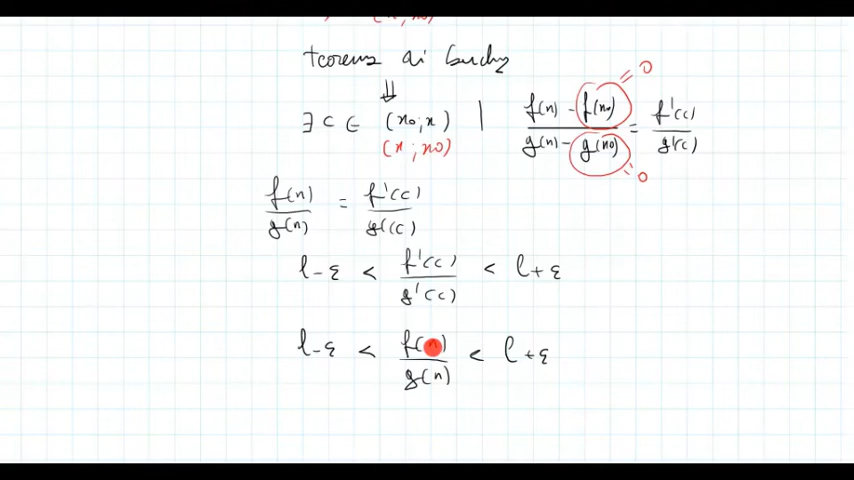 teorema di Cauchy
⇓
∃ c ∈ (x0; x) | f(x) - f(x0) / g(x) - g(x0) = f'(c) / g'(c)
= 0
(x; x0)
= 0
f(x) / g(x) = f'(c) / g'(c)
l - ε < f'(c) / g'(c) < l + ε
l - ε < f(x) / g(x) < l + ε